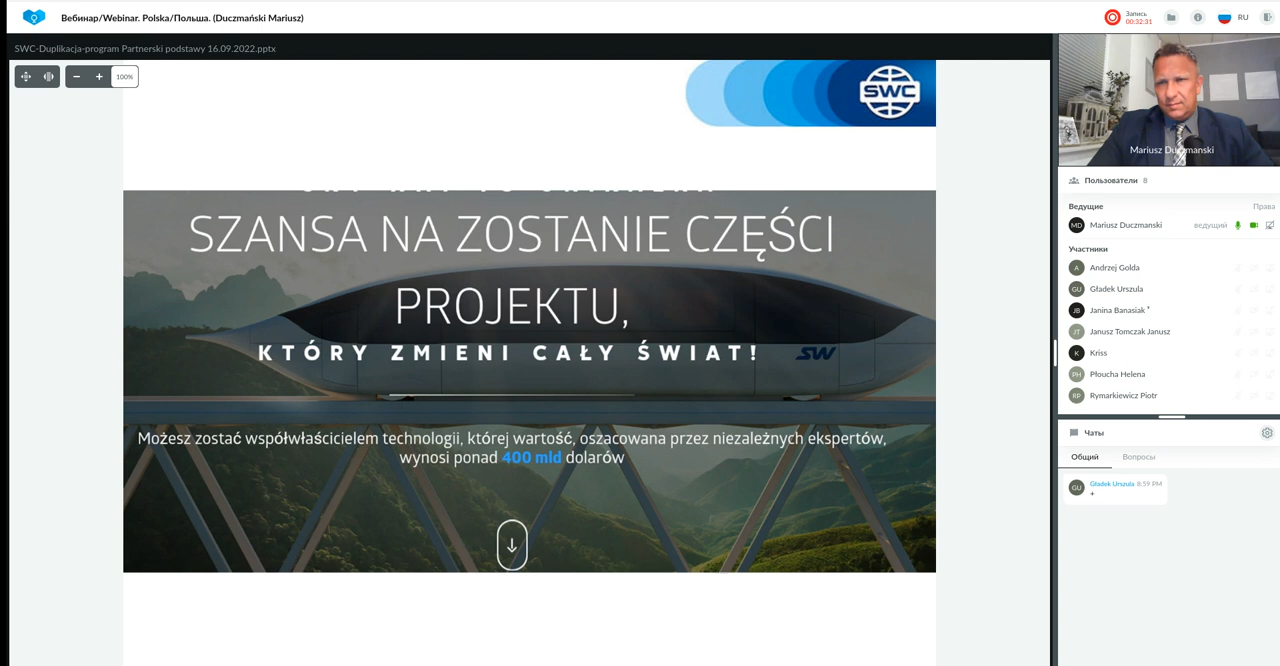 Вебинар/Webinar. Polska/Польша. (Duczmański Mariusz)
Запись
00:32:31
RU
SWC-Duplikacja-program Partnerski podstawy 16.09.2022.pptx
100%
SWC
SZANSA NA ZOSTANIE CZĘŚCI
PROJEKTU,
KTÓRY ZMIENI CAŁY ŚWIAT!
SW
Możesz zostać współwłaścicielem technologii, której wartość, oszacowana przez niezależnych ekspertów,
wynosi ponad 400 mld dolarów
Mariusz Duczmanski
Пользователи 8
Ведущие Права
MD Mariusz Duczmanski ведущий
Участники
A Andrzej Golda
GU Gładek Urszula
JB Janina Banasiak *
JT Janusz Tomczak Janusz
K Kriss
PH Płoucha Helena
RP Rymarkiewicz Piotr
Чаты
Общий Вопросы
GU Gładek Urszula 8:59 PM
+